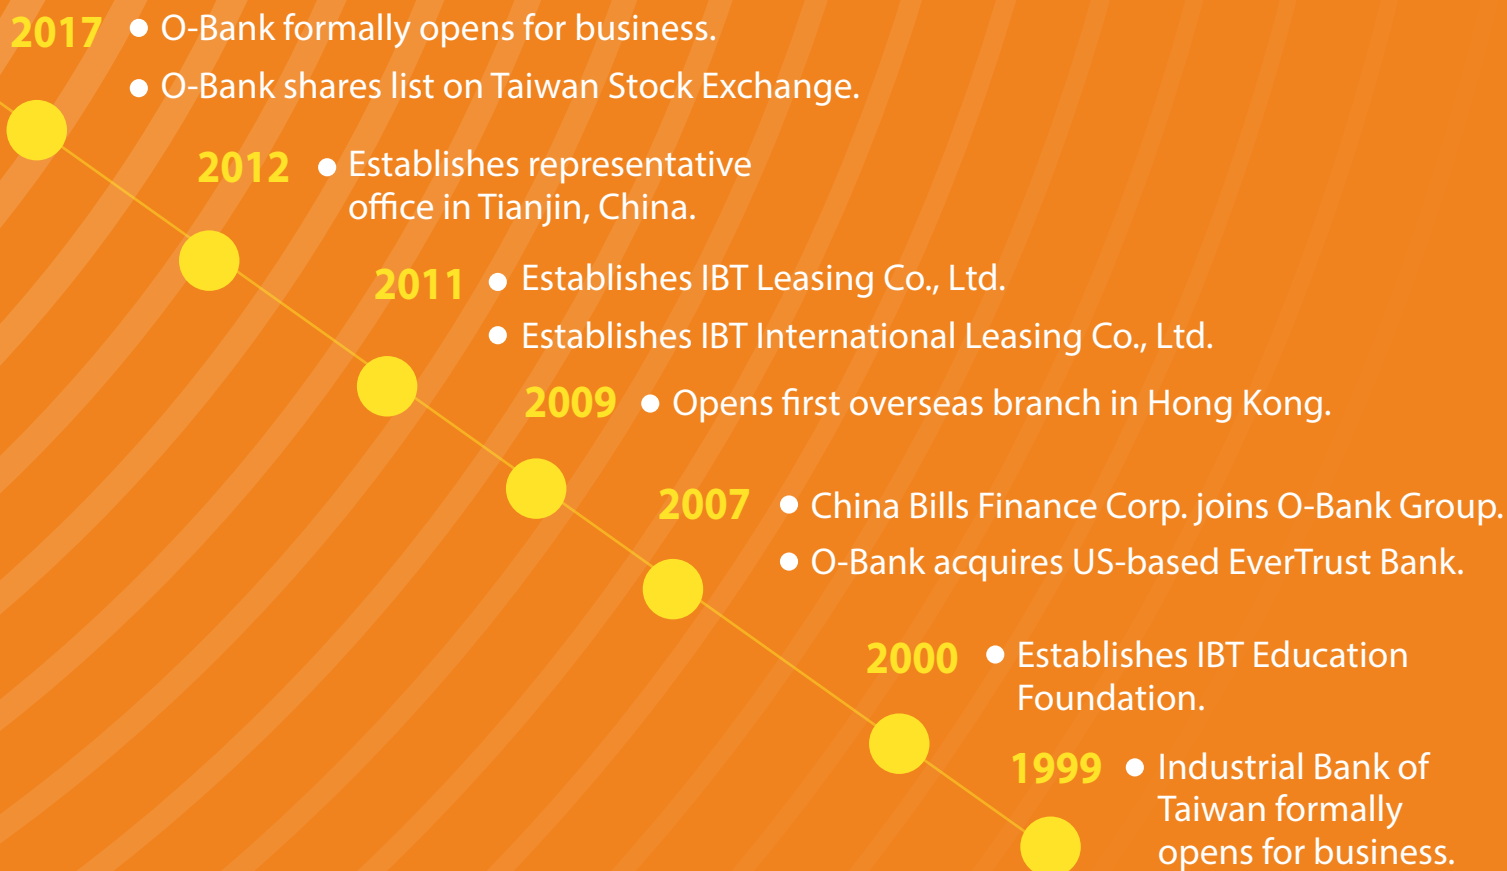 2017 ● O-Bank formally opens for business.
● O-Bank shares list on Taiwan Stock Exchange.
2012 ● Establishes representative
office in Tianjin, China.
2011 ● Establishes IBT Leasing Co., Ltd.
● Establishes IBT International Leasing Co., Ltd.
2009 ● Opens first overseas branch in Hong Kong.
2007 ● China Bills Finance Corp. joins O-Bank Group.
● O-Bank acquires US-based EverTrust Bank.
2000 ● Establishes IBT Education
Foundation.
1999 ● Industrial Bank of
Taiwan formally
opens for business.